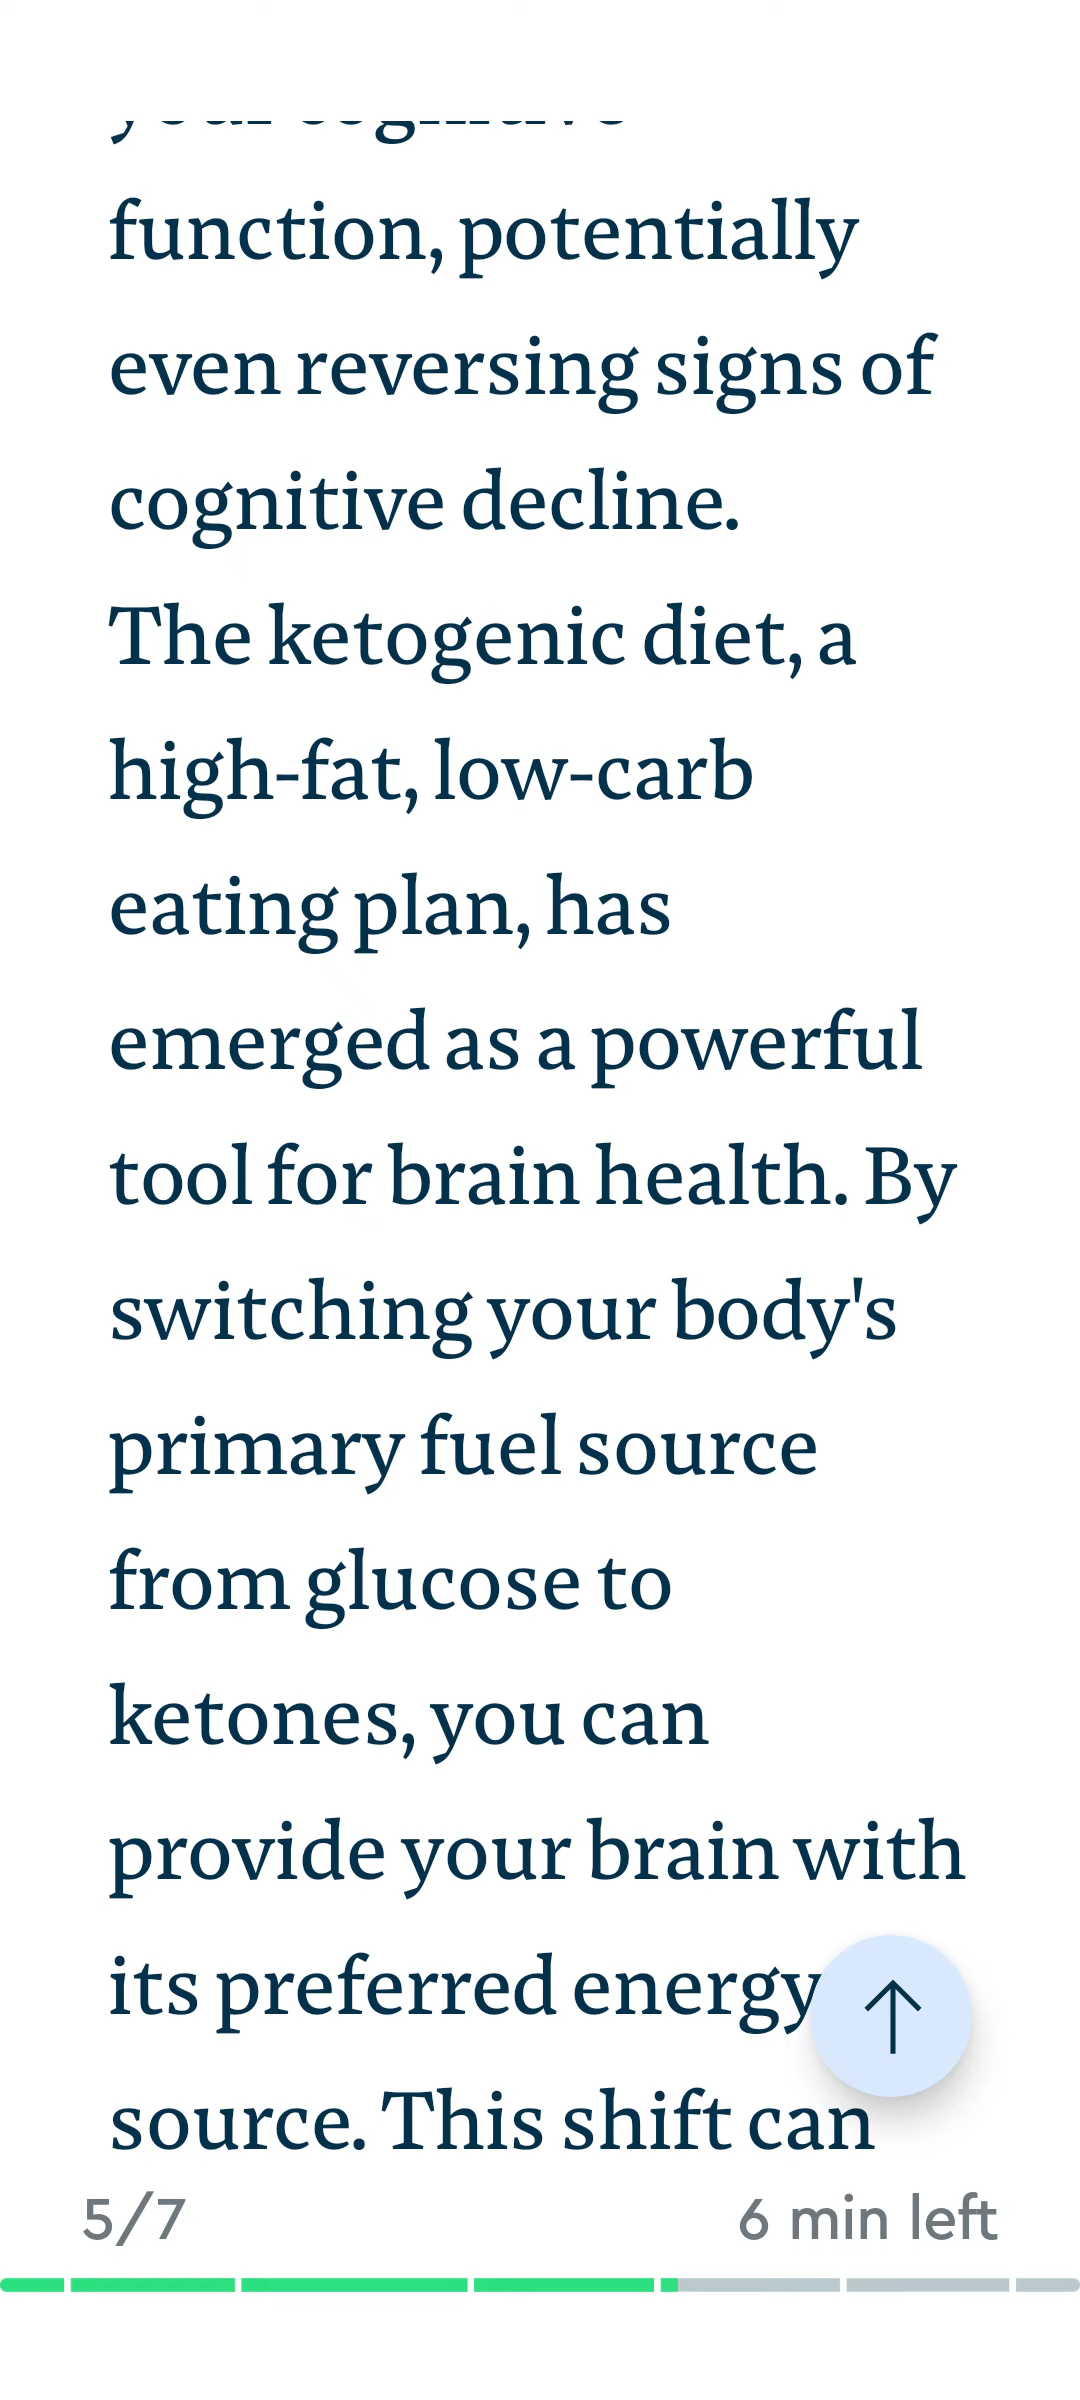 your cognitive
function, potentially
even reversing signs of
cognitive decline.
The ketogenic diet, a
high-fat, low-carb
eating plan, has
emerged as a powerful
tool for brain health. By
switching your body's
primary fuel source
from glucose to
ketones, you can
provide your brain with
its preferred energy
source. This shift can
5/7
6 min left